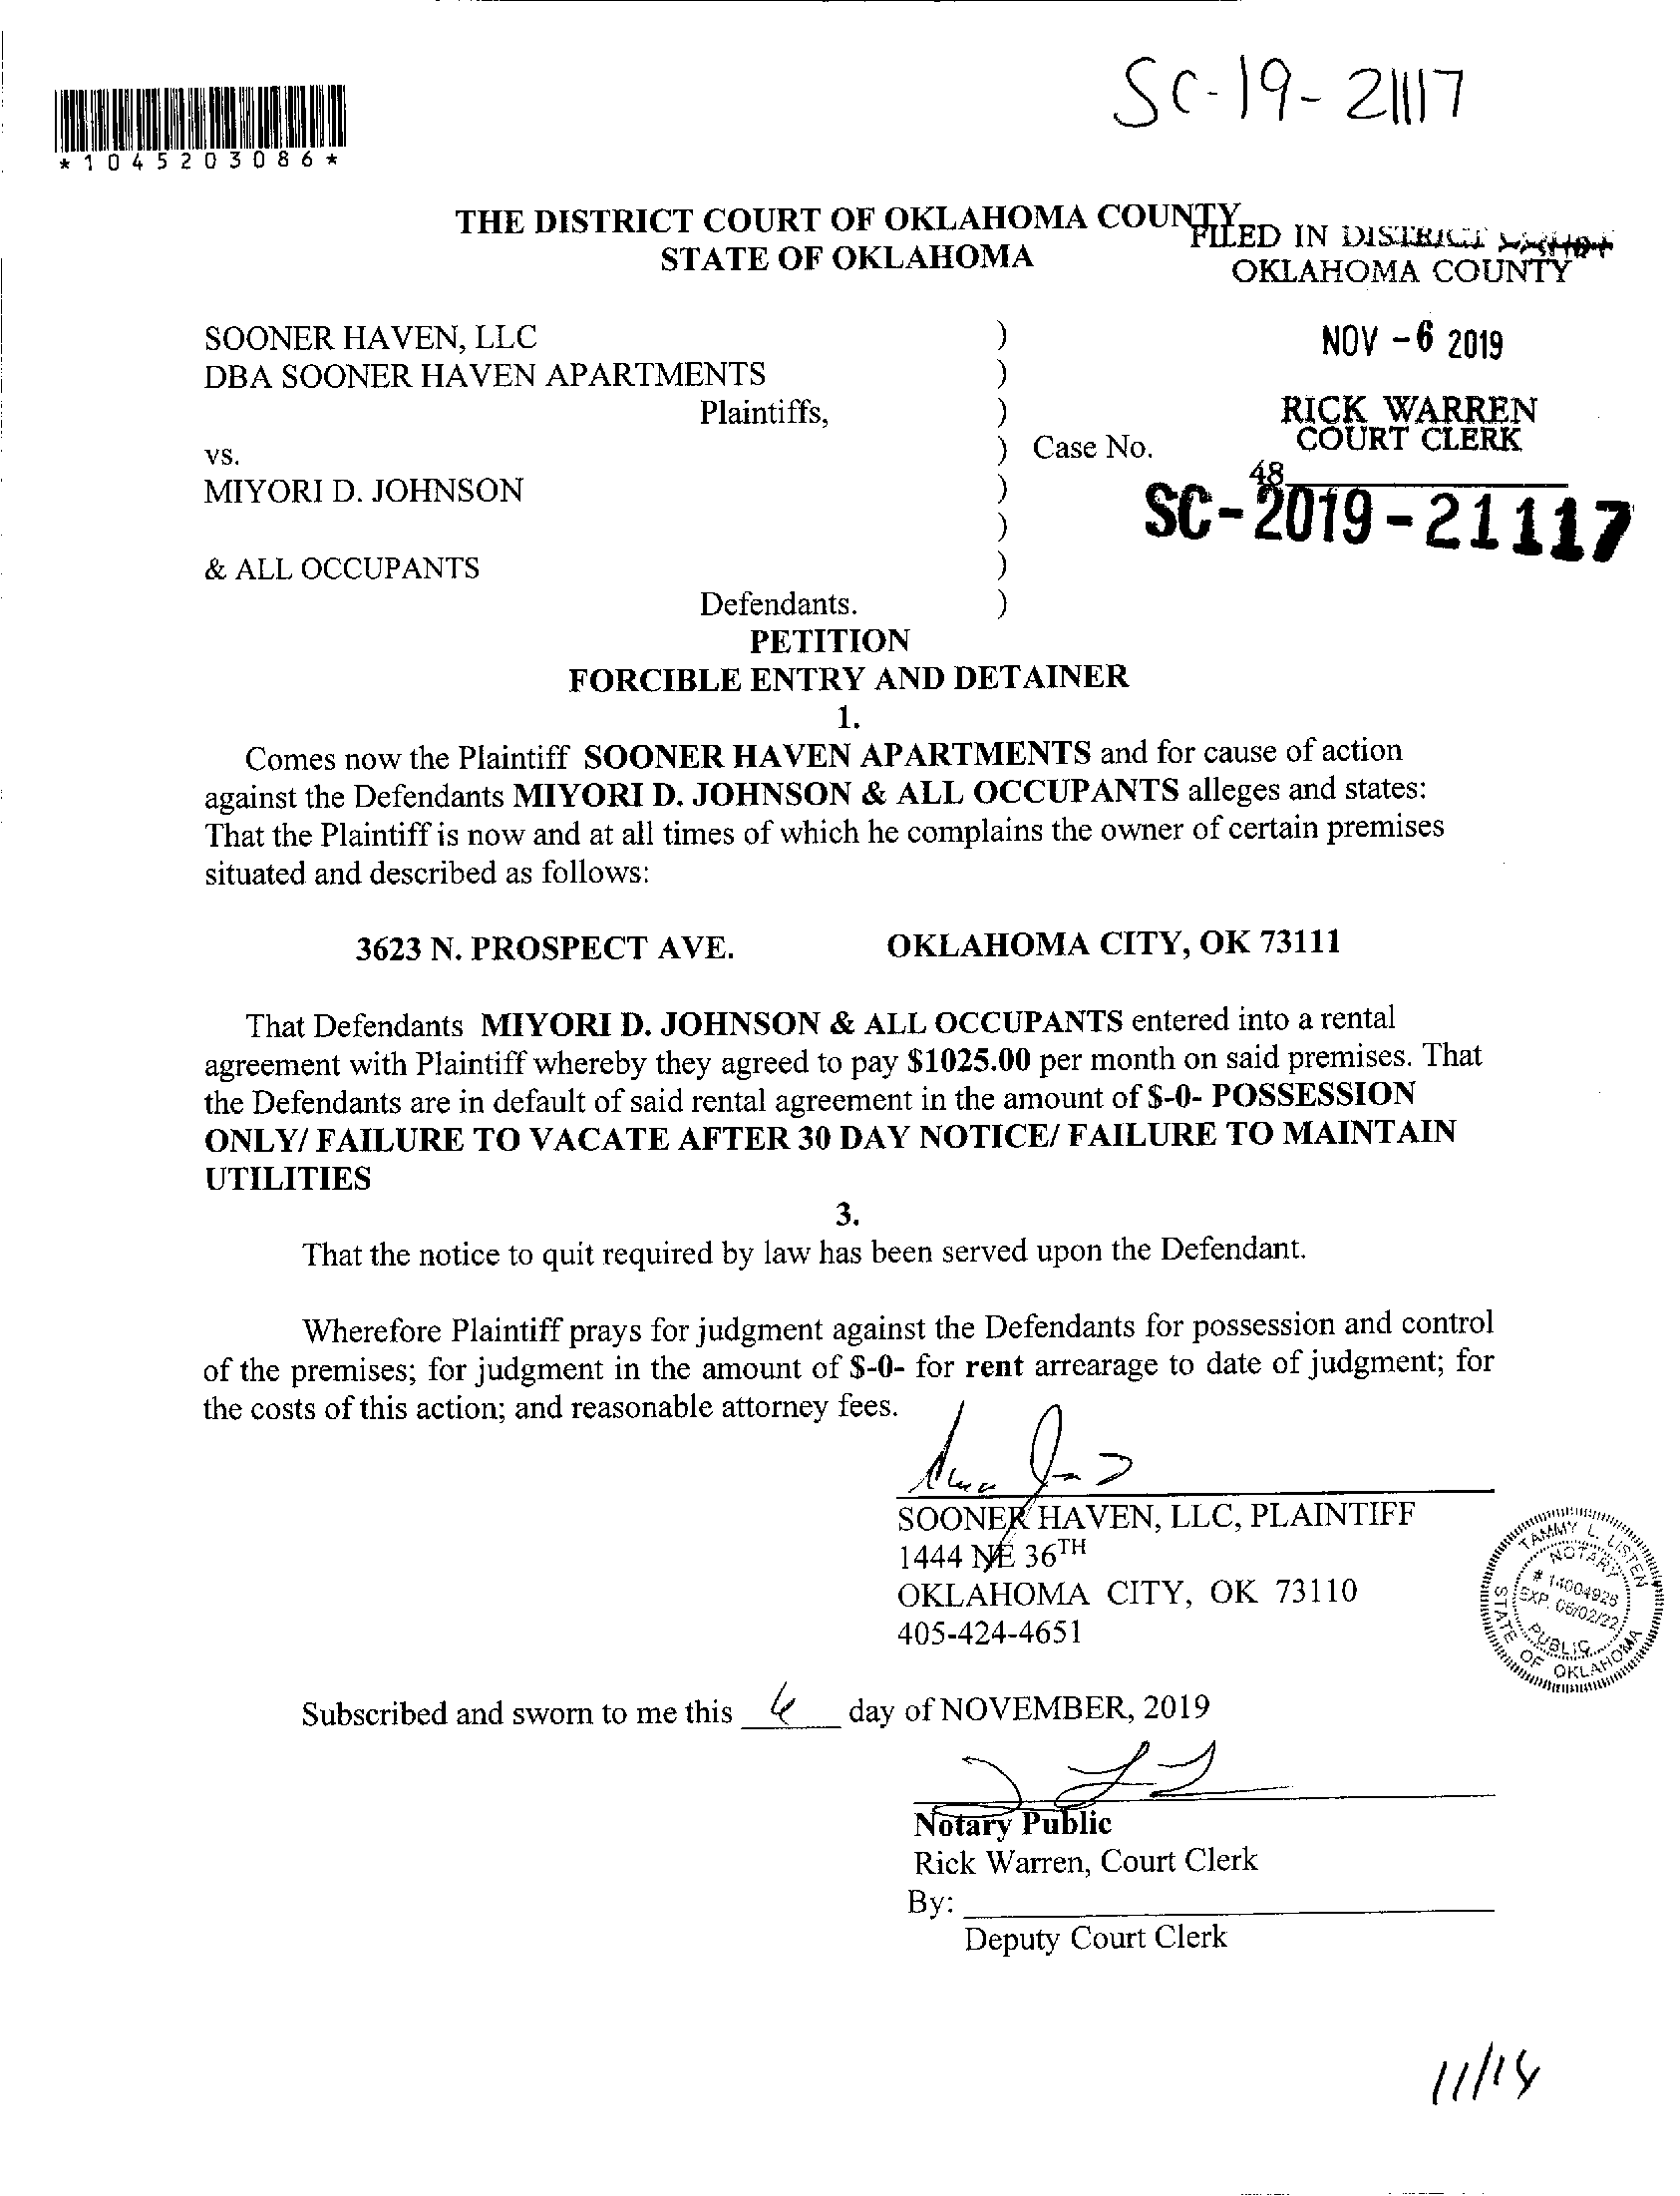 SC-19-21117
*1045203086*
THE DISTRICT COURT OF OKLAHOMA COUNTY
STATE OF OKLAHOMA
FILED IN DISTRICT
OKLAHOMA COUNTY
NOV -6 2019
RICK WARREN
COURT CLERK
48
SOONER HAVEN, LLC )
DBA SOONER HAVEN APARTMENTS )
Plaintiffs, )
vs. ) Case No.
SC-2019-21117
MIYORI D. JOHNSON )
)
& ALL OCCUPANTS )
Defendants. )
PETITION
FORCIBLE ENTRY AND DETAINER
1.
Comes now the Plaintiff SOONER HAVEN APARTMENTS and for cause of action
against the Defendants MIYORI D. JOHNSON & ALL OCCUPANTS alleges and states:
That the Plaintiff is now and at all times of which he complains the owner of certain premises
situated and described as follows:
3623 N. PROSPECT AVE. OKLAHOMA CITY, OK 73111
That Defendants MIYORI D. JOHNSON & ALL OCCUPANTS entered into a rental
agreement with Plaintiff whereby they agreed to pay $1025.00 per month on said premises. That
the Defendants are in default of said rental agreement in the amount of $-0- POSSESSION
ONLY/ FAILURE TO VACATE AFTER 30 DAY NOTICE/ FAILURE TO MAINTAIN
UTILITIES
3.
That the notice to quit required by law has been served upon the Defendant.
Wherefore Plaintiff prays for judgment against the Defendants for possession and control
of the premises; for judgment in the amount of $-0- for rent arrearage to date of judgment; for
the costs of this action; and reasonable attorney fees.
SOONER HAVEN, LLC, PLAINTIFF
1444 NE 36TH
OKLAHOMA CITY, OK 73110
405-424-4651
TAMMY L. LISTEN
NOTARY
# 14004926
EXP. 06/02/22
PUBLIC
STATE OF OKLAHOMA
Subscribed and sworn to me this 6 day of NOVEMBER, 2019
Notary Public
Rick Warren, Court Clerk
By:
Deputy Court Clerk
11/14